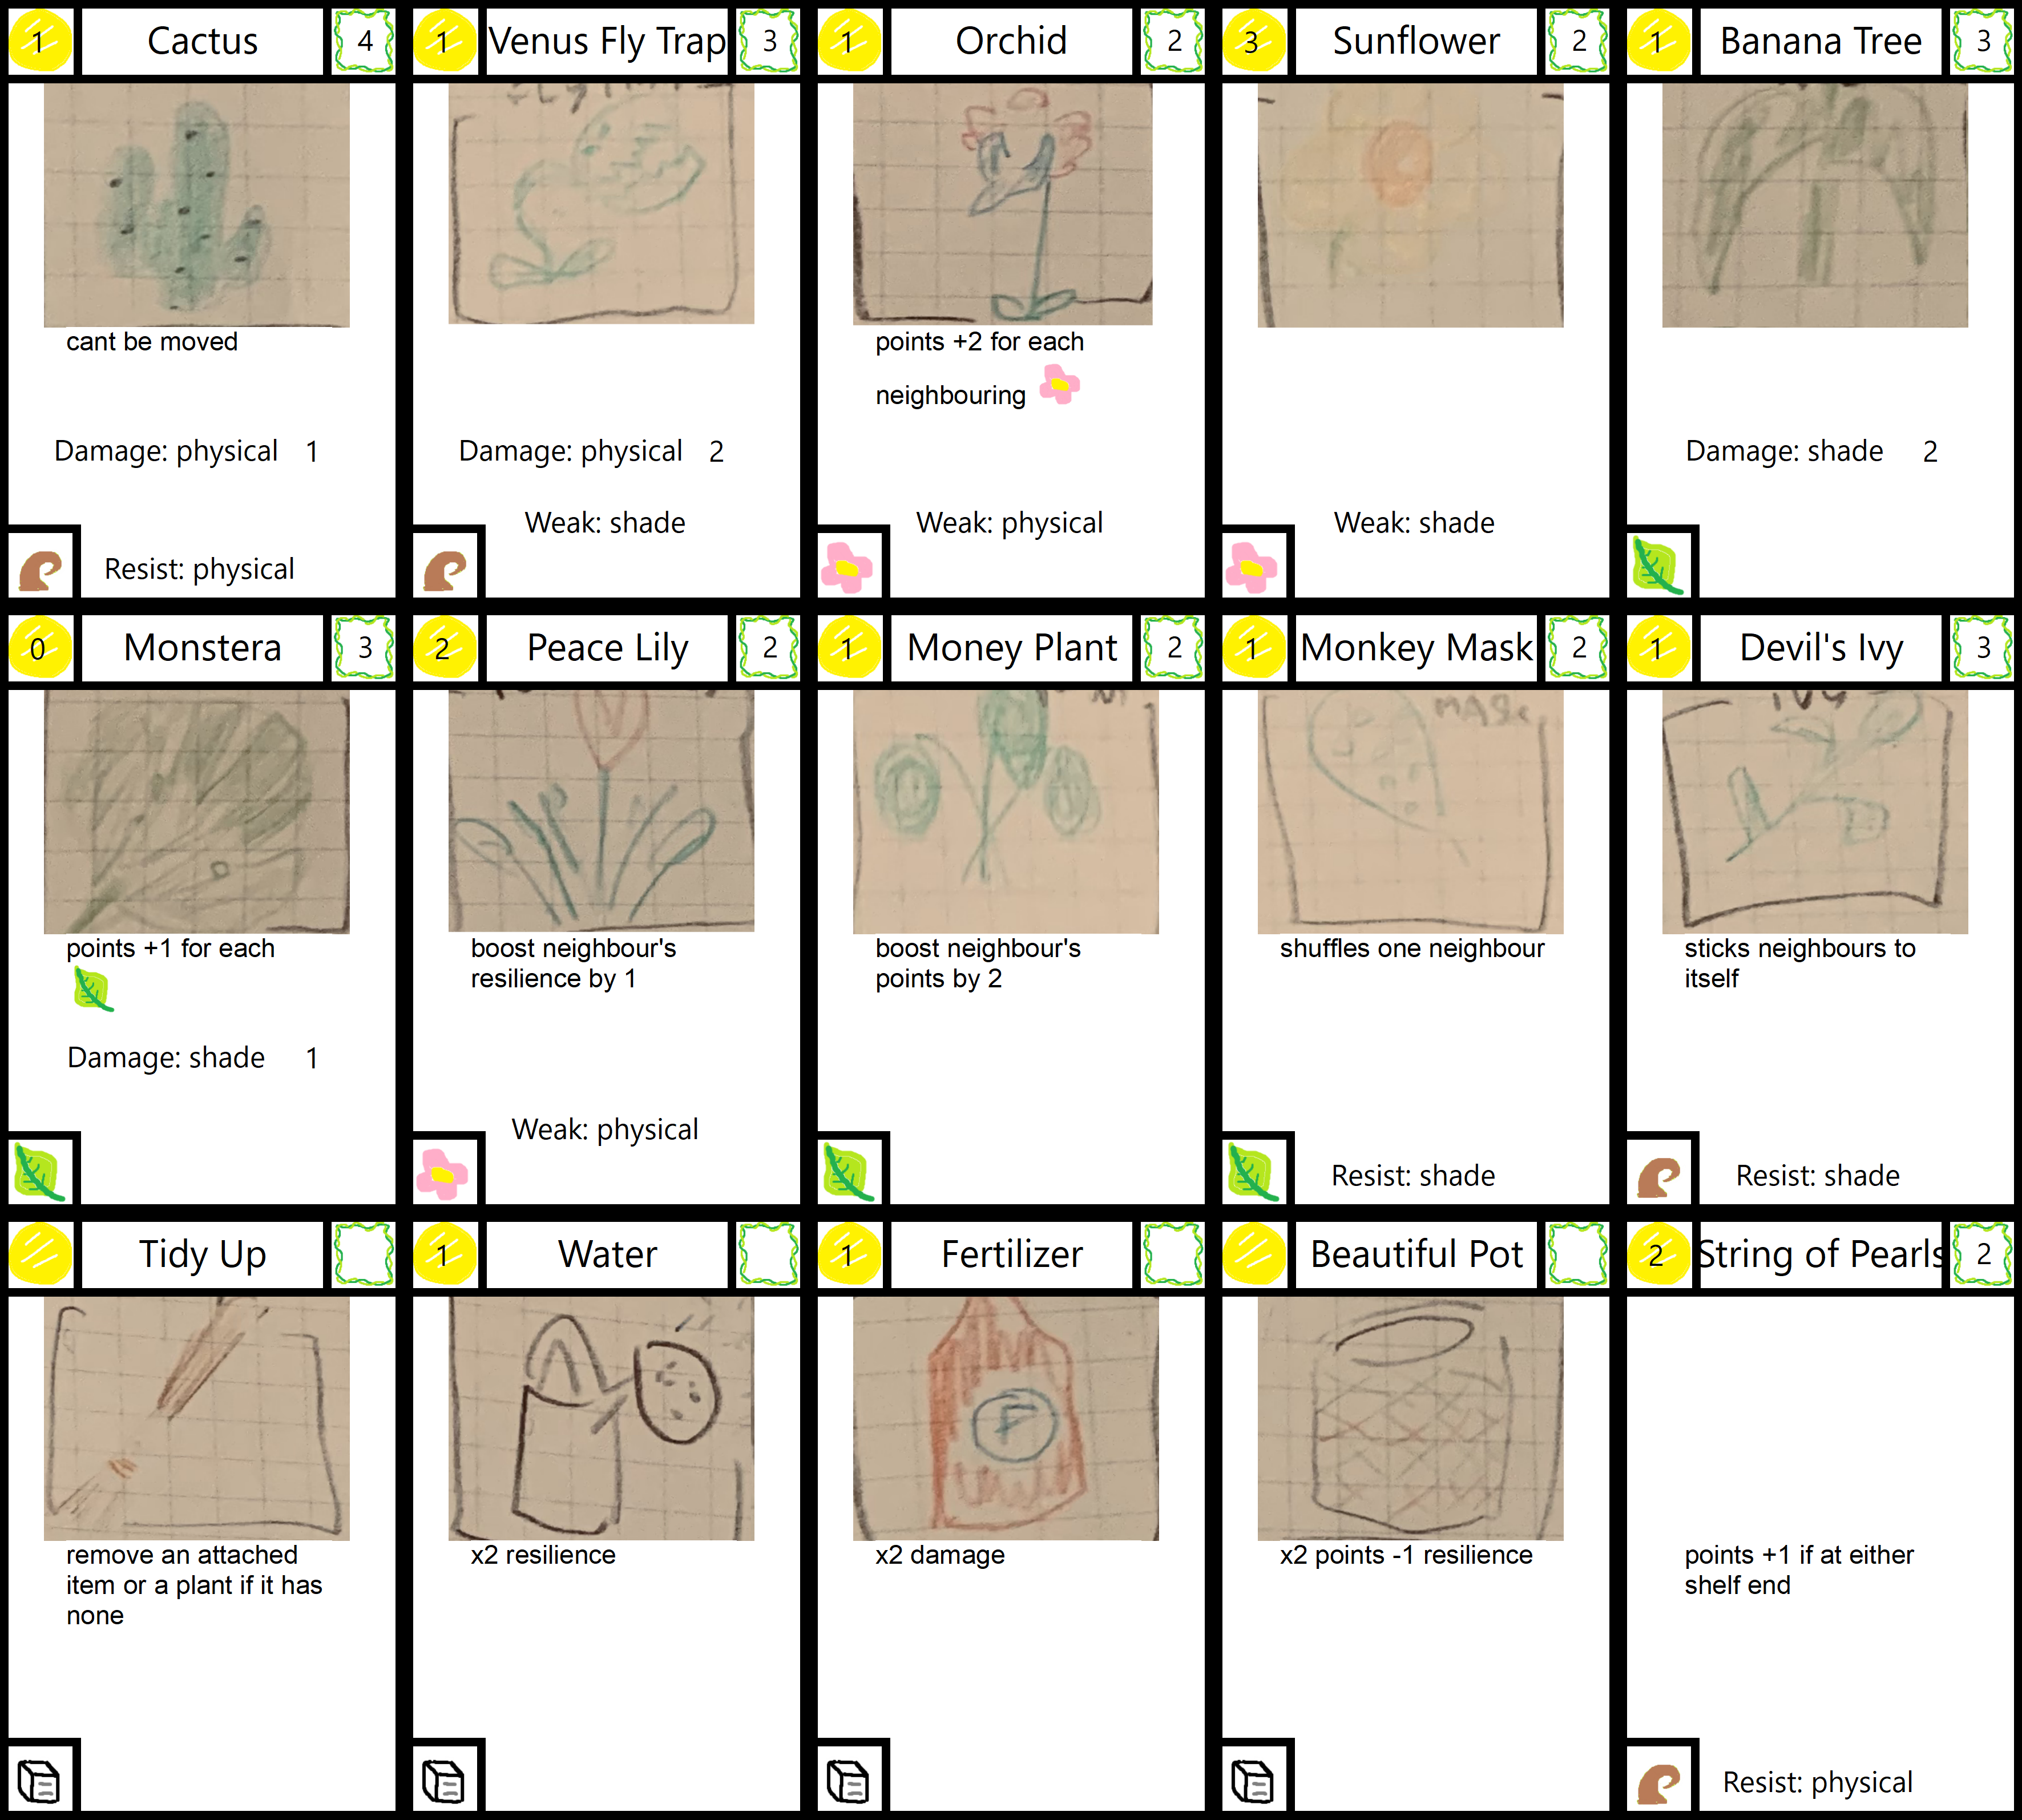 1 Cactus 4
cant be moved
Damage: physical 1
Resist: physical
1 Venus Fly Trap 3
Damage: physical 2
Weak: shade
1 Orchid 2
points +2 for each
neighbouring
Weak: physical
3 Sunflower 2
Weak: shade
1 Banana Tree 3
Damage: shade 2
0 Monstera 3
points +1 for each
Damage: shade 1
2 Peace Lily 2
boost neighbour's
resilience by 1
Weak: physical
1 Money Plant 2
boost neighbour's
points by 2
1 Monkey Mask 2
MASK
shuffles one neighbour
Resist: shade
1 Devil's Ivy 3
IVY
sticks neighbours to
itself
Resist: shade
Tidy Up
remove an attached
item or a plant if it has
none
1 Water
x2 resilience
1 Fertilizer
F
x2 damage
Beautiful Pot
x2 points -1 resilience
2 String of Pearls 2
points +1 if at either
shelf end
Resist: physical